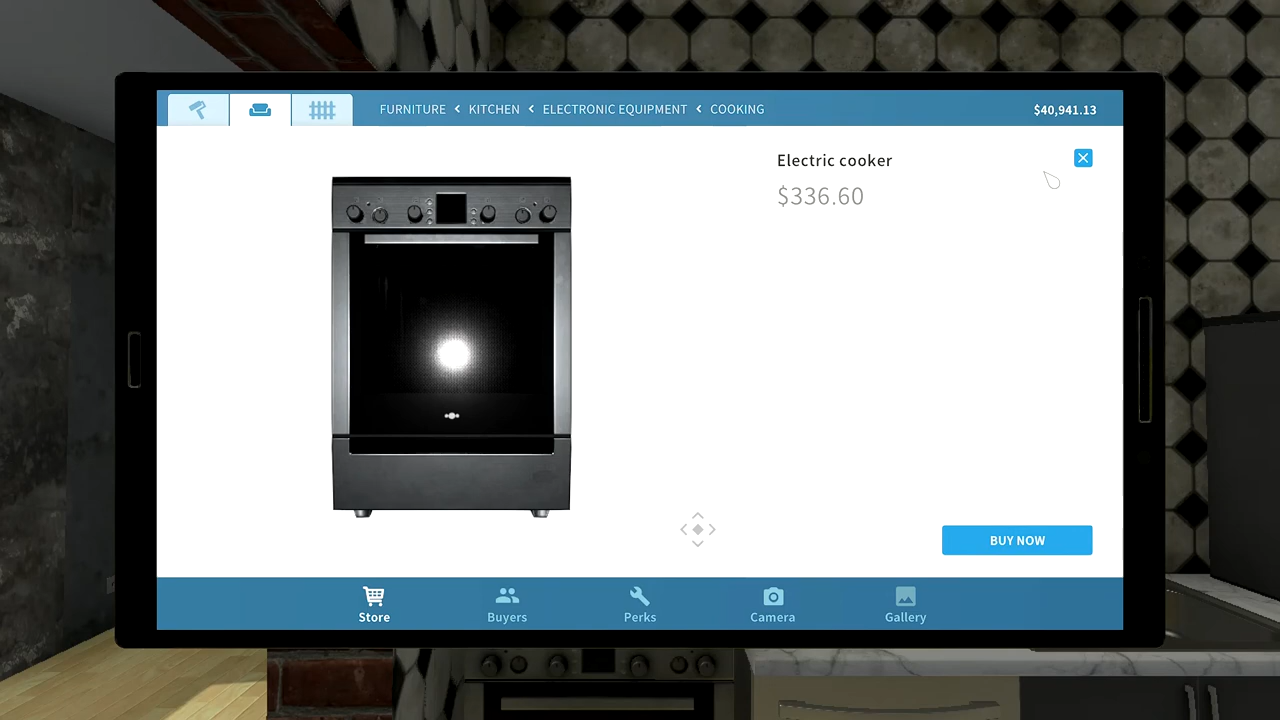 FURNITURE < KITCHEN < ELECTRONIC EQUIPMENT < COOKING
$40,941.13
Electric cooker
$336.60
BUY NOW
Store
Buyers
Perks
Camera
Gallery